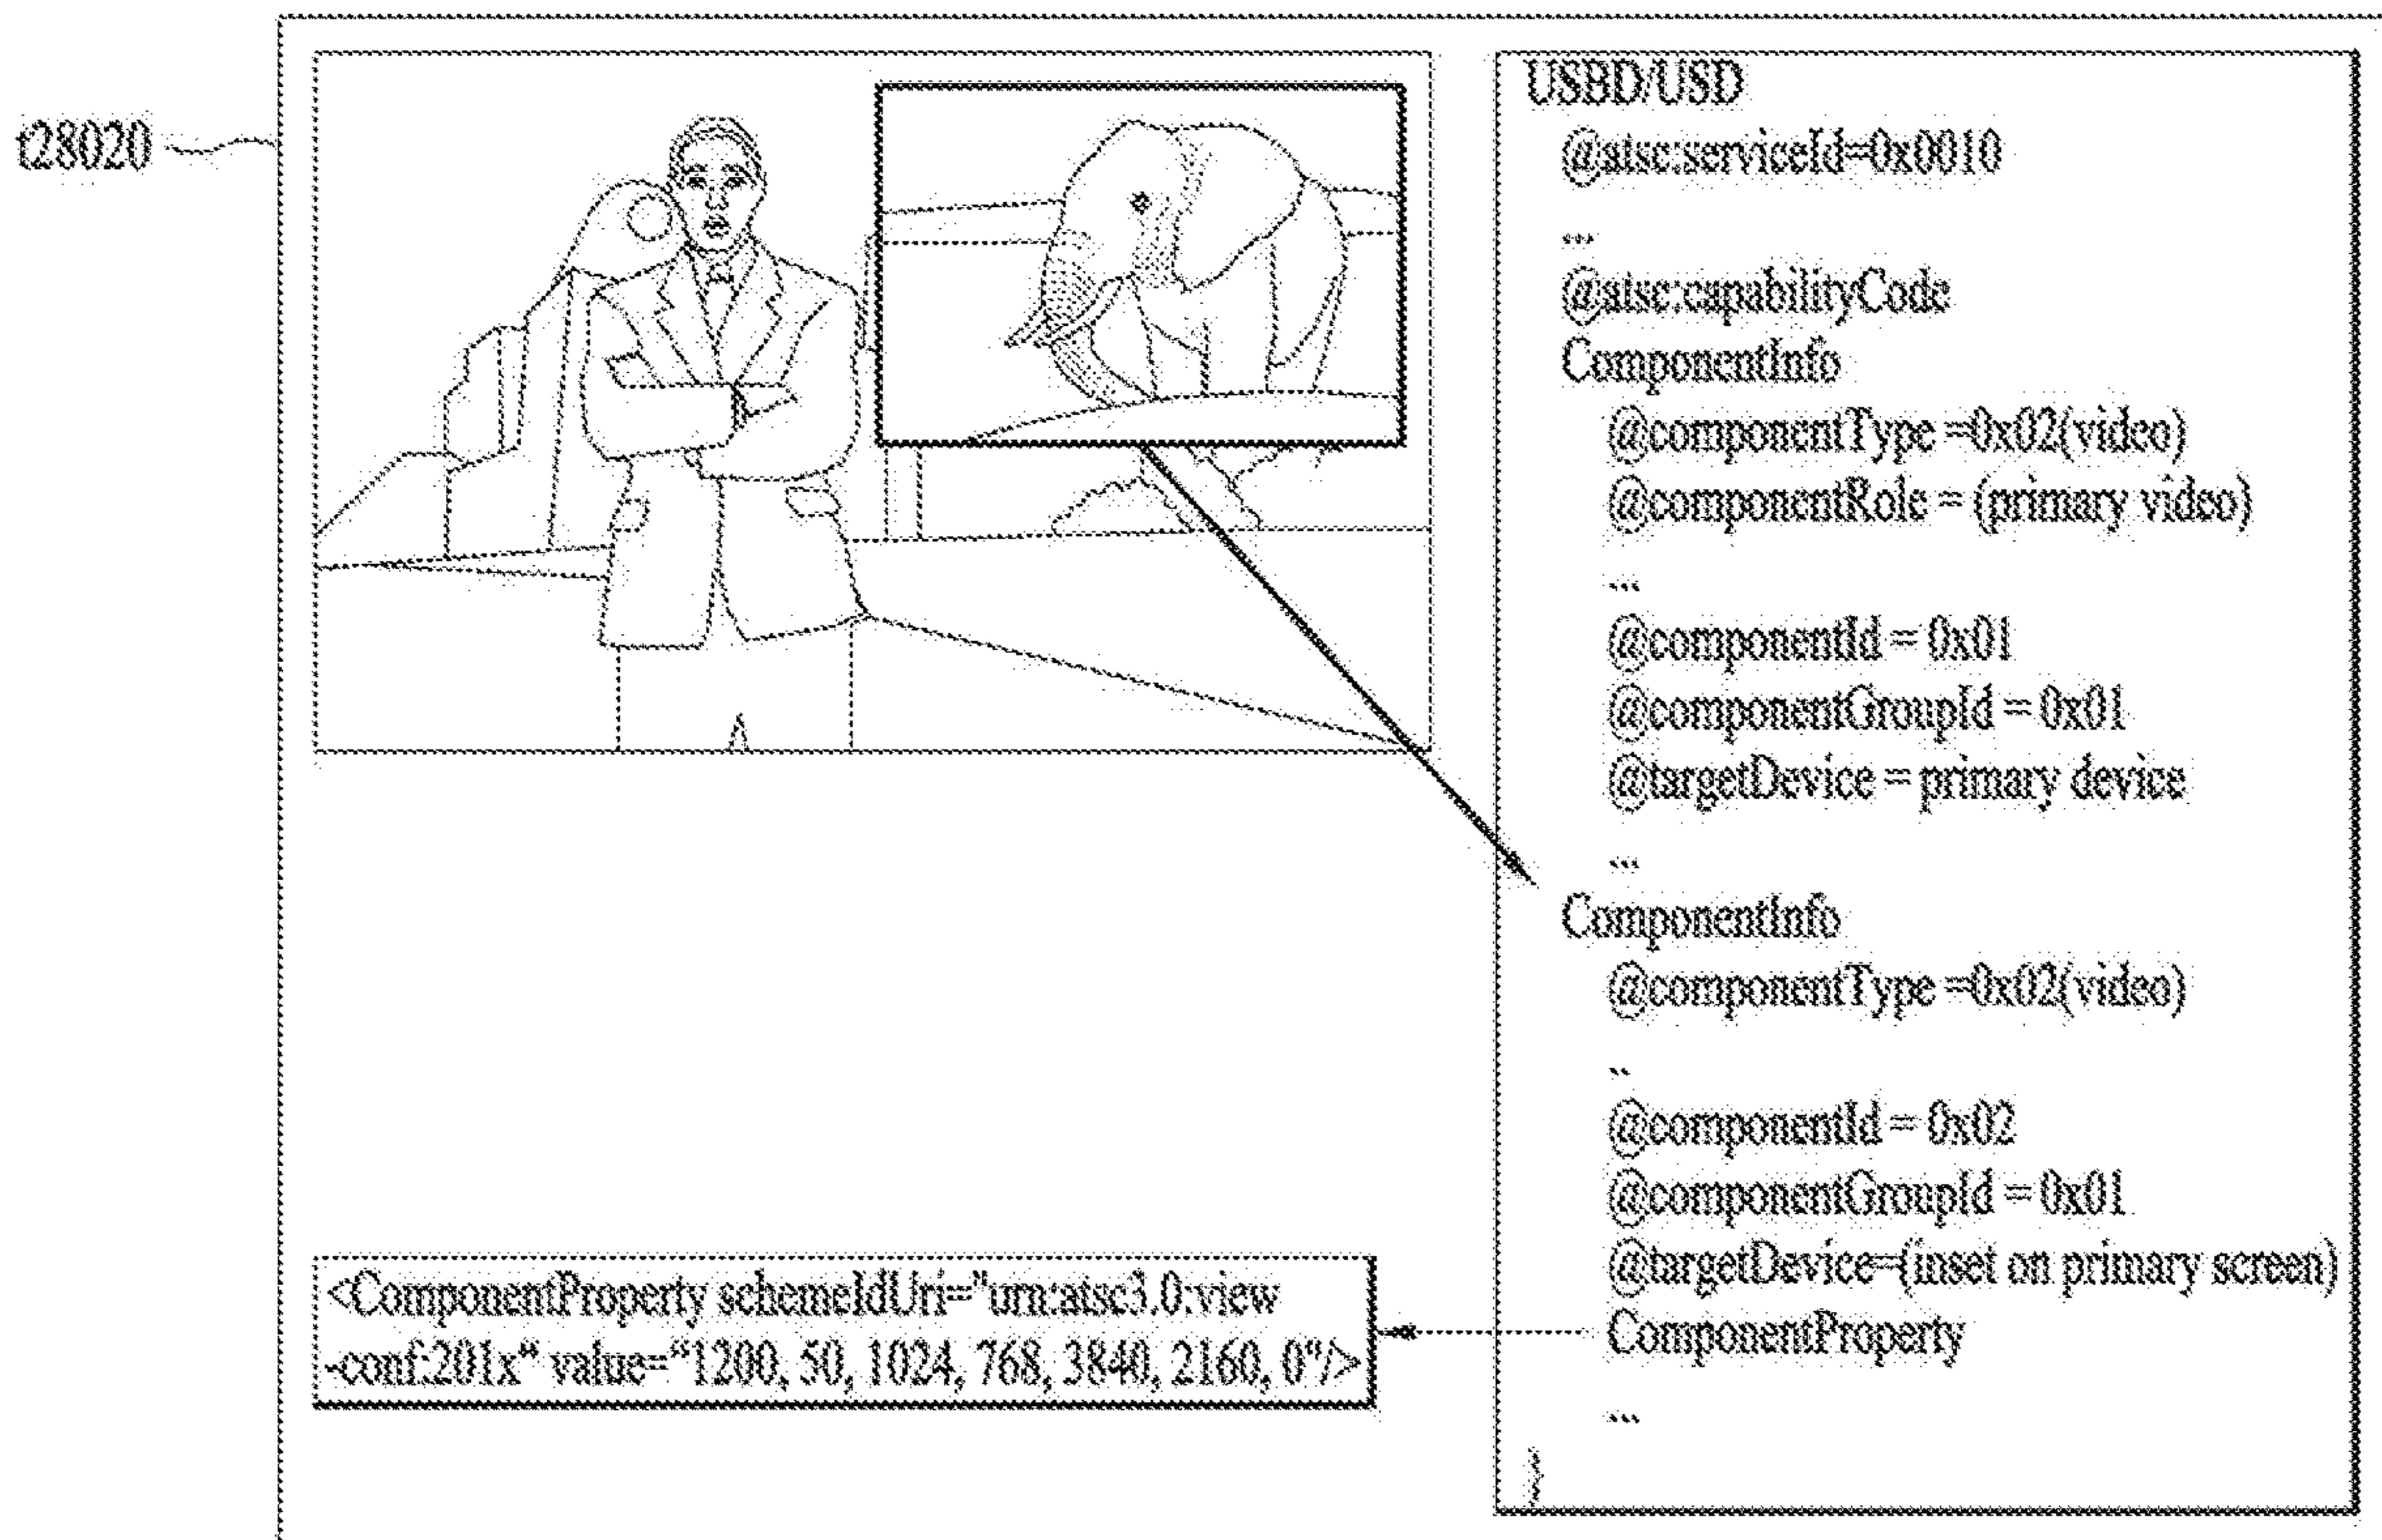 t28020
USBD/USD
@atsc:serviceId=0x0010
...
@atsc:capabilityCode
ComponentInfo
@componentType =0x02(video)
@componentRole = (primary video)
...
@componentId = 0x01
@componentGroupId = 0x01
@targetDevice = primary device
...
ComponentInfo
@componentType =0x02(video)
..
@componentId = 0x02
@componentGroupId = 0x01
@targetDevice=(inset on primary screen)
ComponentProperty
...
}
<ComponentProperty schemeIdUri="urn:atsc3.0:view
-conf:201x“ value=“1200, 50, 1024, 768, 3840, 2160, 0"/>